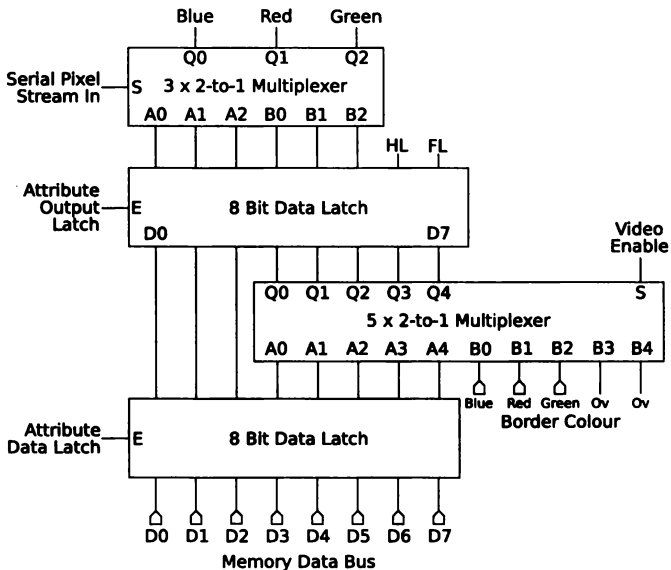 Blue Red Green
Q0 Q1 Q2
Serial Pixel
Stream In
S 3 x 2-to-1 Multiplexer
A0 A1 A2 B0 B1 B2
HL FL
Attribute
Output
Latch
E 8 Bit Data Latch
D0 D7
Video
Enable
Q0 Q1 Q2 Q3 Q4 S
5 x 2-to-1 Multiplexer
A0 A1 A2 A3 A4 B0 B1 B2 B3 B4
Blue Red Green 0v 0v
Border Colour
Attribute
Data Latch
E 8 Bit Data Latch
D0 D1 D2 D3 D4 D5 D6 D7
Memory Data Bus